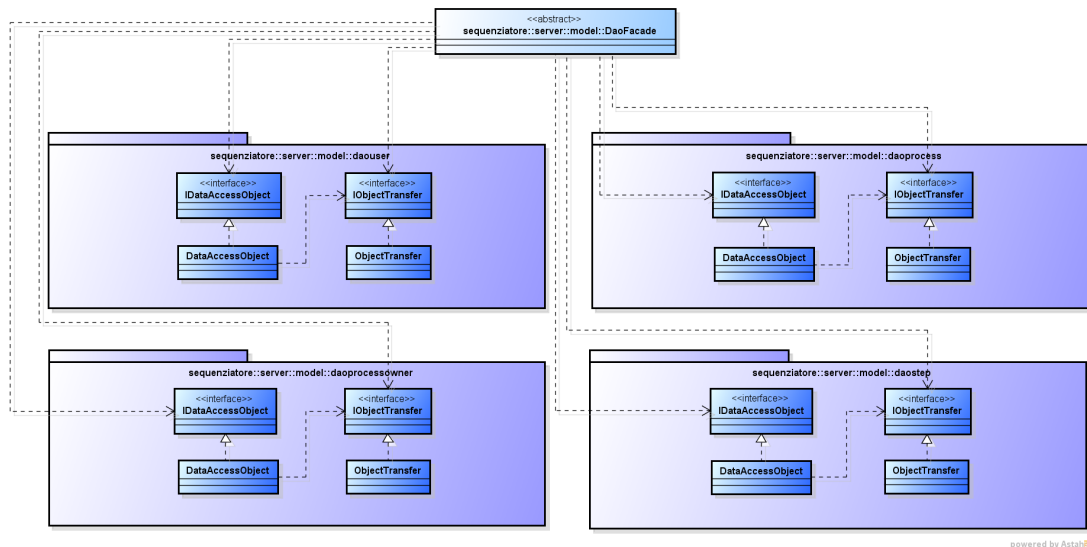 <<abstract>>
sequenziatore::server::model::DaoFacade
sequenziatore::server::model::daouser
<<interface>>
IDataAccessObject
<<interface>>
IObjectTransfer
DataAccessObject
ObjectTransfer
sequenziatore::server::model::daoprocess
<<interface>>
IDataAccessObject
<<interface>>
IObjectTransfer
DataAccessObject
ObjectTransfer
sequenziatore::server::model::daoprocessowner
<<interface>>
IDataAccessObject
<<interface>>
IObjectTransfer
DataAccessObject
ObjectTransfer
sequenziatore::server::model::daostep
<<interface>>
IDataAccessObject
<<interface>>
IObjectTransfer
DataAccessObject
ObjectTransfer
powered by Astah